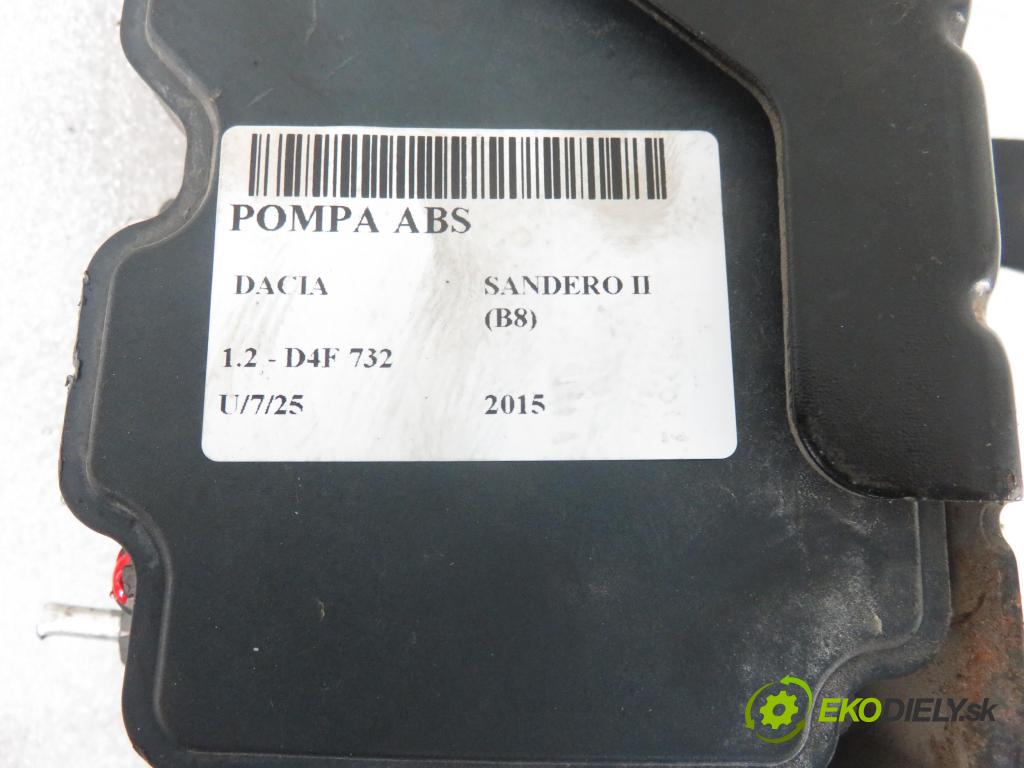 POMPA ABS
DACIA SANDERO II
(B8)
1.2 - D4F 732
U/7/25 2015
EKODIELY.sk